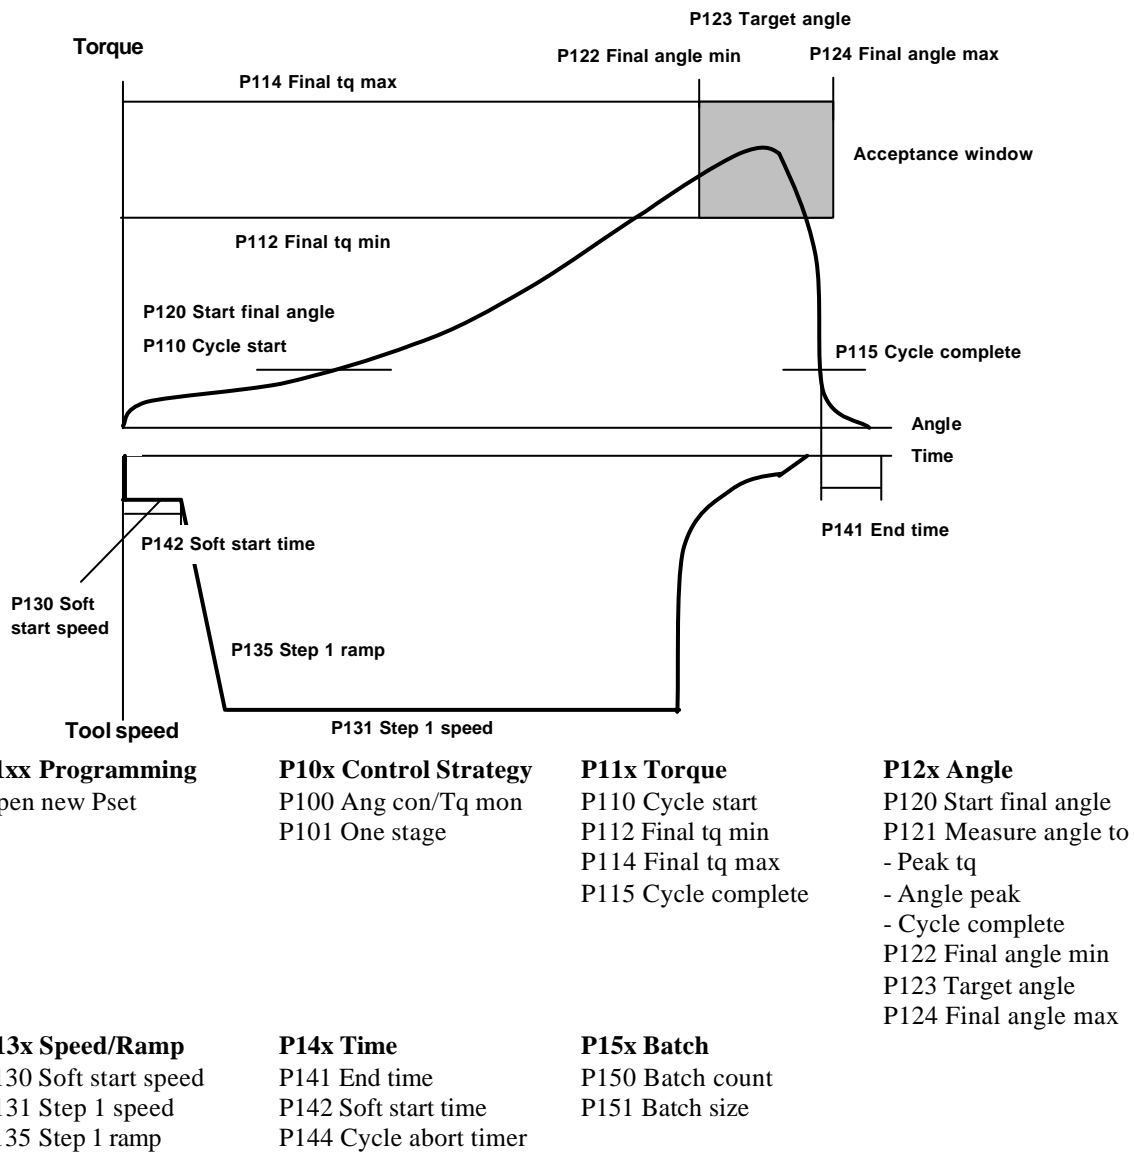 P123 Target angle
Torque
P122 Final angle min
P124 Final angle max
P114 Final tq max
Acceptance window
P112 Final tq min
P120 Start final angle
P110 Cycle start
P115 Cycle complete
Angle
Time
P142 Soft start time
P141 End time
P130 Soft
start speed
P135 Step 1 ramp
Tool speed
P131 Step 1 speed
1xx Programming
pen new Pset
P10x Control Strategy
P100 Ang con/Tq mon
P101 One stage
P11x Torque
P110 Cycle start
P112 Final tq min
P114 Final tq max
P115 Cycle complete
P12x Angle
P120 Start final angle
P121 Measure angle to
- Peak tq
- Angle peak
- Cycle complete
P122 Final angle min
P123 Target angle
P124 Final angle max
13x Speed/Ramp
130 Soft start speed
131 Step 1 speed
135 Step 1 ramp
P14x Time
P141 End time
P142 Soft start time
P144 Cycle abort timer
P15x Batch
P150 Batch count
P151 Batch size